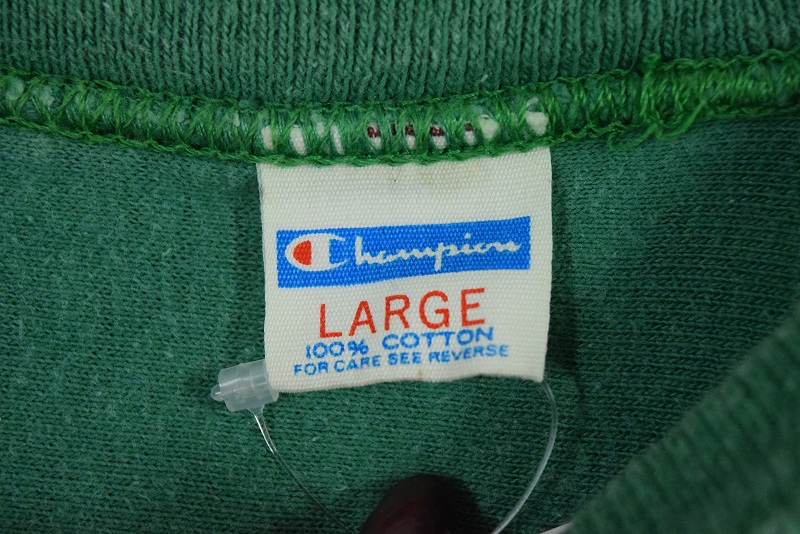 Champion
LARGE
100% COTTON
FOR CARE SEE REVERSE